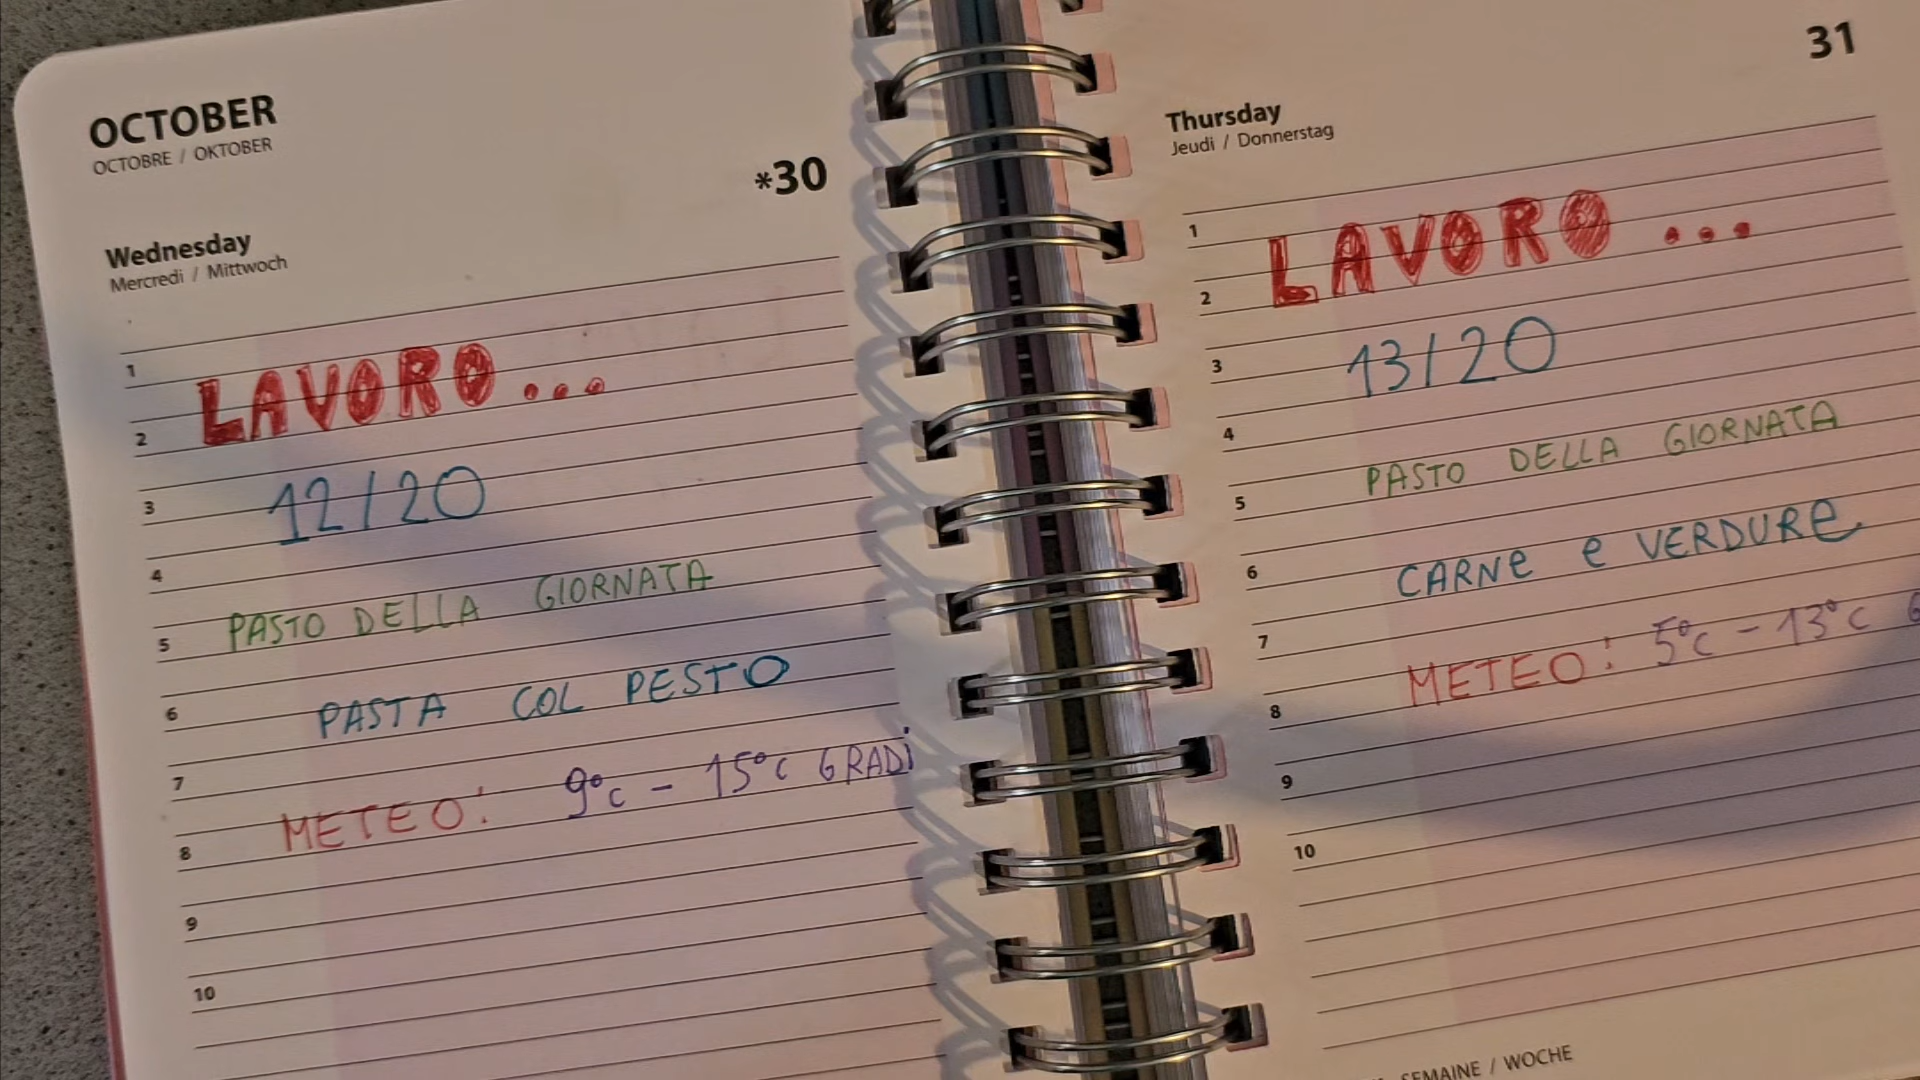 OCTOBER
OCTOBRE / OKTOBER
*30
Wednesday
Mercredi / Mittwoch
1
LAVORO...
2
3
12/20
4
5
PASTO DELLA GIORNATA
6
PASTA COL PESTO
7
METEO: 9°C - 15°C GRADi
8
9
10
31
Thursday
Jeudi / Donnerstag
1
LAVORO ...
2
3
13/20
4
PASTO DELLA GIORNATA
5
CARNe e VERDURe
6
7
METEO: 5°C - 13°C
8
9
10
SEMAINE / WOCHE